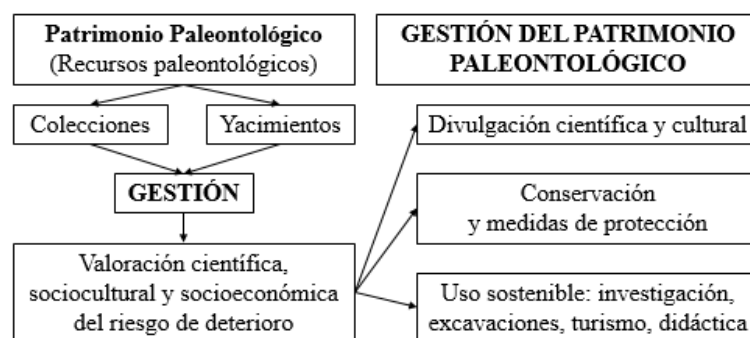 Patrimonio Paleontológico
(Recursos paleontológicos)
GESTIÓN DEL PATRIMONIO
PALEONTOLÓGICO
Colecciones
Yacimientos
GESTIÓN
Valoración científica,
sociocultural y socioeconómica
del riesgo de deterioro
Divulgación científica y cultural
Conservación
y medidas de protección
Uso sostenible: investigación,
excavaciones, turismo, didáctica